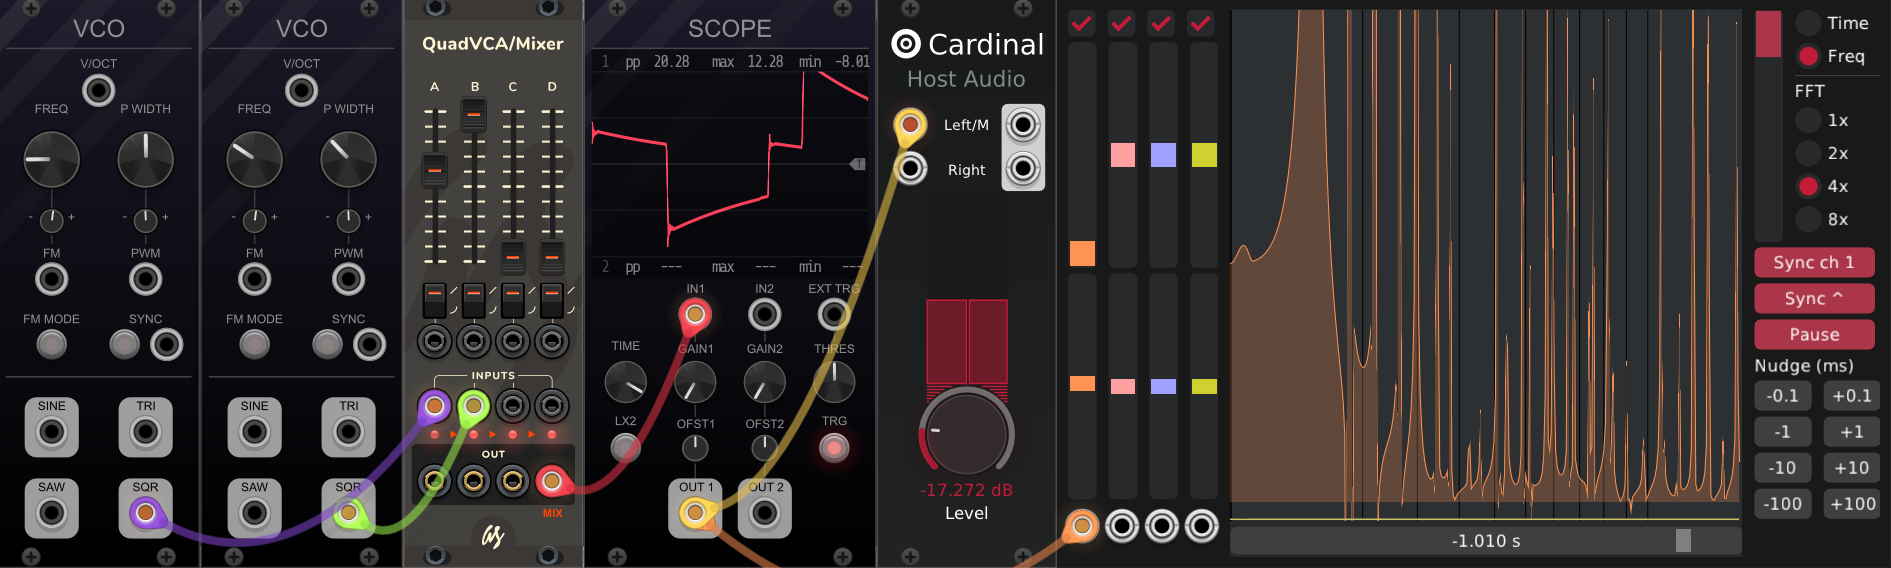 VCO
V/OCT
FREQ
P WIDTH
- +
- +
FM
PWM
FM MODE
SYNC
SINE
TRI
SAW
SQR
VCO
V/OCT
FREQ
P WIDTH
- +
- +
FM
PWM
FM MODE
SYNC
SINE
TRI
SAW
SQR
QuadVCA/Mixer
A B C D
INPUTS
OUT
MIX
as
SCOPE
1 pp 20.28 max 12.28 min -8.01
T
2 pp --- max --- min ---
IN1 IN2 EXT TRG
TIME GAIN1 GAIN2 THRES
LX2 OFST1 OFST2 TRG
OUT 1 OUT 2
Cardinal
Host Audio
Left/M
Right
-17.272 dB
Level
-1.010 s
Time
Freq
FFT
1x
2x
4x
8x
Sync ch 1
Sync ^
Pause
Nudge (ms)
-0.1 +0.1
-1 +1
-10 +10
-100 +100